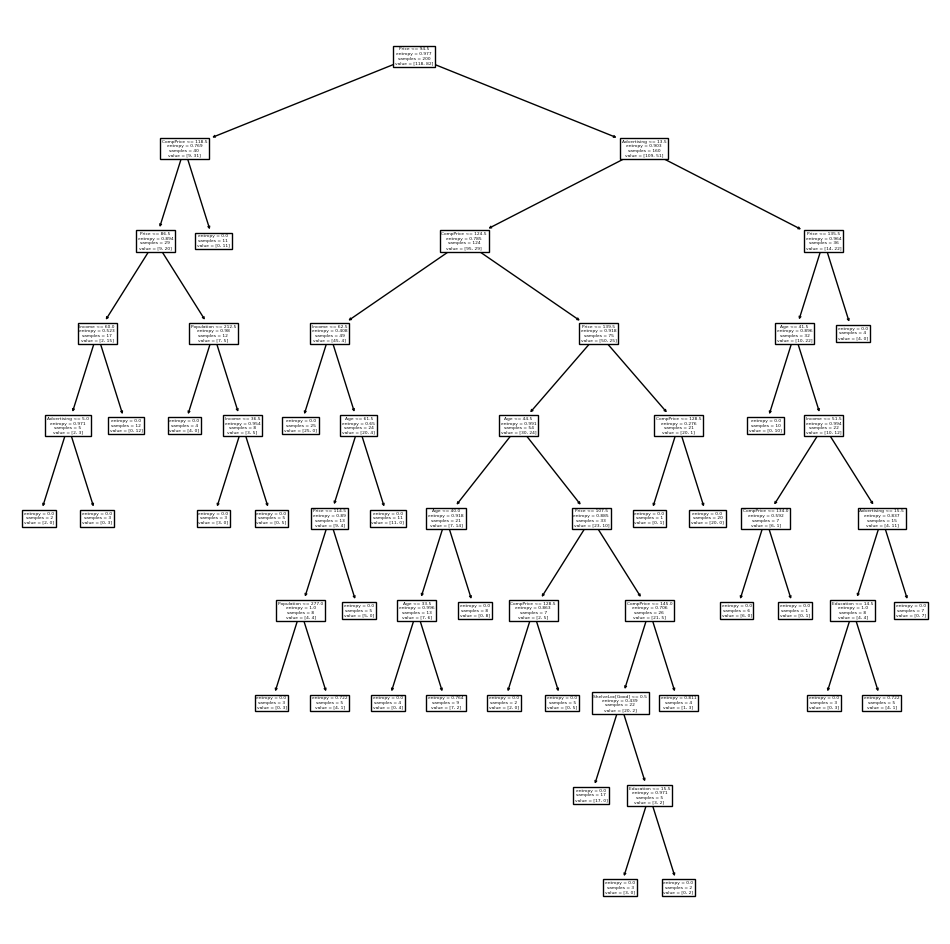 Price <= 94.5
entropy = 0.977
samples = 200
value = [118, 82]
CompPrice <= 118.5
entropy = 0.769
samples = 40
value = [9, 31]
Advertising <= 13.5
entropy = 0.903
samples = 160
value = [109, 51]
Price <= 86.5
entropy = 0.894
samples = 29
value = [9, 20]
entropy = 0.0
samples = 11
value = [0, 11]
CompPrice <= 124.5
entropy = 0.785
samples = 124
value = [95, 29]
Price <= 135.5
entropy = 0.964
samples = 36
value = [14, 22]
Income <= 60.0
entropy = 0.523
samples = 17
value = [2, 15]
Population <= 212.5
entropy = 0.98
samples = 12
value = [7, 5]
Income <= 62.5
entropy = 0.408
samples = 49
value = [45, 4]
Price <= 139.5
entropy = 0.918
samples = 75
value = [50, 25]
Age <= 41.5
entropy = 0.896
samples = 32
value = [10, 22]
entropy = 0.0
samples = 4
value = [4, 0]
Advertising <= 5.0
entropy = 0.971
samples = 5
value = [2, 3]
entropy = 0.0
samples = 12
value = [0, 12]
entropy = 0.0
samples = 4
value = [4, 0]
Income <= 36.5
entropy = 0.954
samples = 8
value = [3, 5]
entropy = 0.0
samples = 25
value = [25, 0]
Age <= 61.5
entropy = 0.65
samples = 24
value = [20, 4]
Age <= 44.5
entropy = 0.991
samples = 54
value = [30, 24]
CompPrice <= 128.5
entropy = 0.276
samples = 21
value = [20, 1]
entropy = 0.0
samples = 10
value = [0, 10]
Income <= 51.5
entropy = 0.994
samples = 22
value = [10, 12]
entropy = 0.0
samples = 2
value = [2, 0]
entropy = 0.0
samples = 3
value = [0, 3]
entropy = 0.0
samples = 3
value = [3, 0]
entropy = 0.0
samples = 5
value = [0, 5]
Price <= 114.5
entropy = 0.89
samples = 13
value = [9, 4]
entropy = 0.0
samples = 11
value = [11, 0]
Age <= 40.0
entropy = 0.918
samples = 21
value = [7, 14]
Price <= 107.5
entropy = 0.885
samples = 33
value = [23, 10]
entropy = 0.0
samples = 1
value = [0, 1]
entropy = 0.0
samples = 20
value = [20, 0]
CompPrice <= 134.5
entropy = 0.592
samples = 7
value = [6, 1]
Advertising <= 15.5
entropy = 0.837
samples = 15
value = [4, 11]
Population <= 277.0
entropy = 1.0
samples = 8
value = [4, 4]
entropy = 0.0
samples = 5
value = [5, 0]
Age <= 33.5
entropy = 0.996
samples = 13
value = [7, 6]
entropy = 0.0
samples = 8
value = [0, 8]
CompPrice <= 128.5
entropy = 0.863
samples = 7
value = [2, 5]
CompPrice <= 145.0
entropy = 0.706
samples = 26
value = [21, 5]
entropy = 0.0
samples = 6
value = [6, 0]
entropy = 0.0
samples = 1
value = [0, 1]
Education <= 14.5
entropy = 1.0
samples = 8
value = [4, 4]
entropy = 0.0
samples = 7
value = [0, 7]
entropy = 0.0
samples = 3
value = [0, 3]
entropy = 0.722
samples = 5
value = [4, 1]
entropy = 0.0
samples = 4
value = [0, 4]
entropy = 0.764
samples = 9
value = [7, 2]
entropy = 0.0
samples = 2
value = [2, 0]
entropy = 0.0
samples = 5
value = [0, 5]
ShelveLoc[Good] <= 0.5
entropy = 0.439
samples = 22
value = [20, 2]
entropy = 0.811
samples = 4
value = [1, 3]
entropy = 0.0
samples = 3
value = [0, 3]
entropy = 0.722
samples = 5
value = [4, 1]
entropy = 0.0
samples = 17
value = [17, 0]
Education <= 15.5
entropy = 0.971
samples = 5
value = [3, 2]
entropy = 0.0
samples = 3
value = [3, 0]
entropy = 0.0
samples = 2
value = [0, 2]